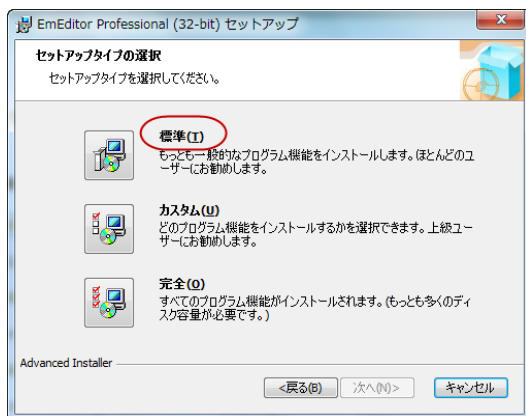 EmEditor Professional (32-bit) セットアップ
セットアップタイプの選択
セットアップタイプを選択してください。
標準(T)
もっとも一般的なプログラム機能をインストールします。(ほとんどのユ
ーザーにお勧めします。
カスタム(U)
どのプログラム機能をインストールするかを選択できます。上級ユー
ザーにお勧めします。
完全(O)
すべてのプログラム機能がインストールされます。(もっとも多くのディ
スク容量が必要です。)
Advanced Installer
<戻る(B)
次へ(N)>
キャンセル